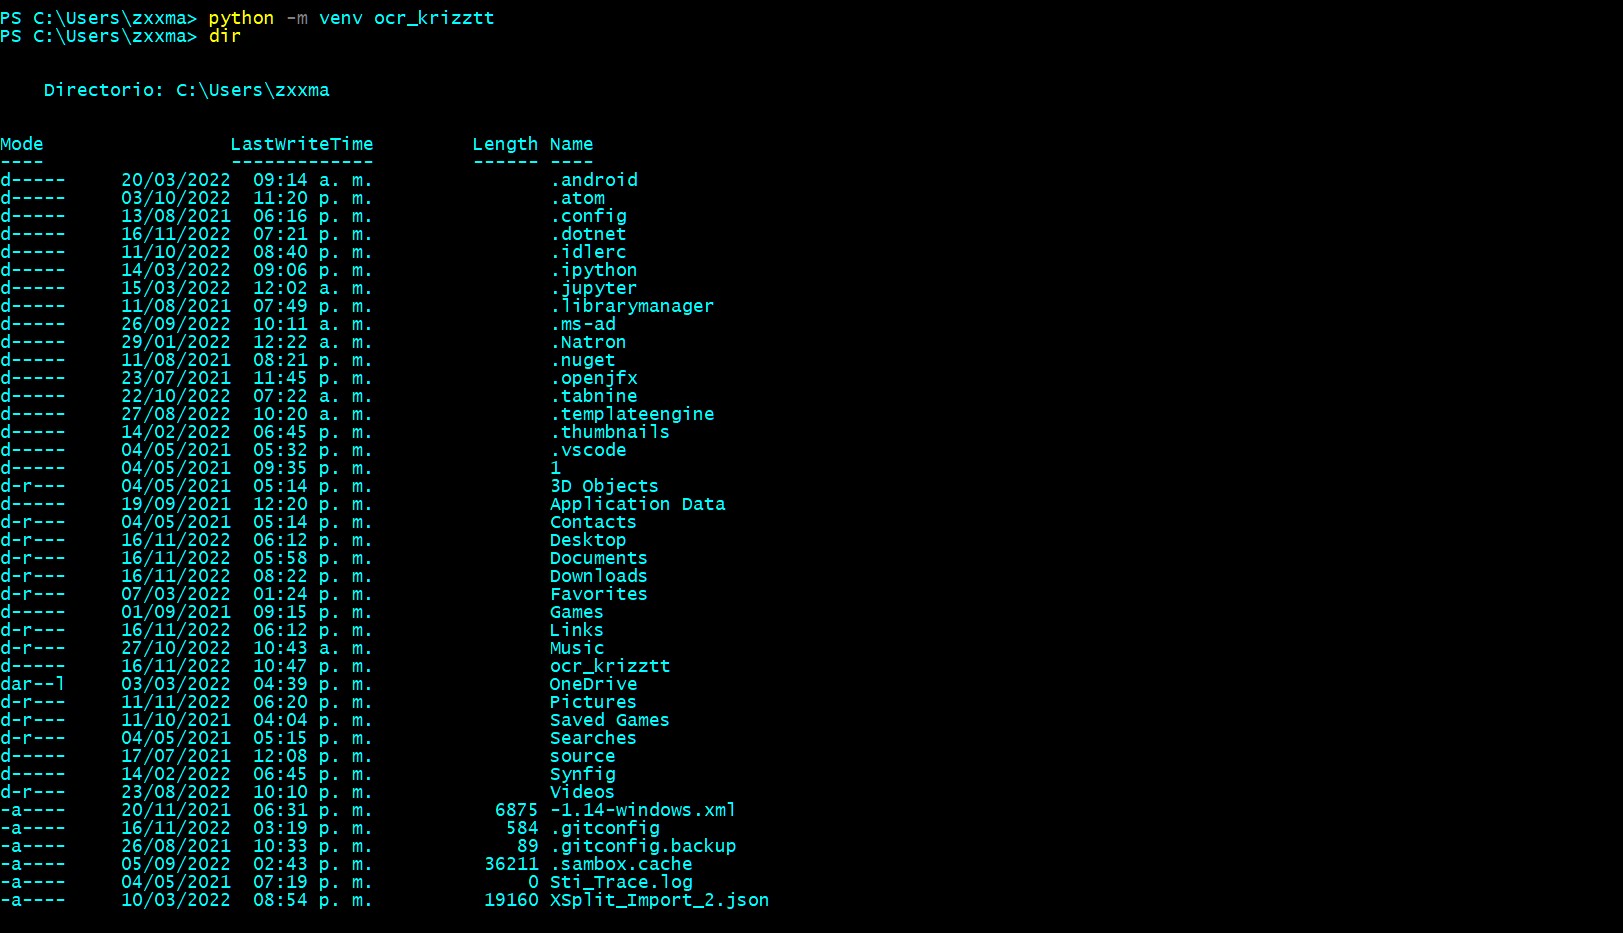 PS C:\Users\zxxma> python -m venv ocr_krizztt
PS C:\Users\zxxma> dir
    Directorio: C:\Users\zxxma
Mode                 LastWriteTime         Length Name
----                 -------------         ------ ----
d-----     20/03/2022  09:14 a. m.                .android
d-----     03/10/2022  11:20 p. m.                .atom
d-----     13/08/2021  06:16 p. m.                .config
d-----     16/11/2022  07:21 p. m.                .dotnet
d-----     11/10/2022  08:40 p. m.                .idlerc
d-----     14/03/2022  09:06 p. m.                .ipython
d-----     15/03/2022  12:02 a. m.                .jupyter
d-----     11/08/2021  07:49 p. m.                .librarymanager
d-----     26/09/2022  10:11 a. m.                .ms-ad
d-----     29/01/2022  12:22 a. m.                .Natron
d-----     11/08/2021  08:21 p. m.                .nuget
d-----     23/07/2021  11:45 p. m.                .openjfx
d-----     22/10/2022  07:22 a. m.                .tabnine
d-----     27/08/2022  10:20 a. m.                .templateengine
d-----     14/02/2022  06:45 p. m.                .thumbnails
d-----     04/05/2021  05:32 p. m.                .vscode
d-----     04/05/2021  09:35 p. m.                1
d-r---     04/05/2021  05:14 p. m.                3D Objects
d-----     19/09/2021  12:20 p. m.                Application Data
d-r---     04/05/2021  05:14 p. m.                Contacts
d-r---     16/11/2022  06:12 p. m.                Desktop
d-r---     16/11/2022  05:58 p. m.                Documents
d-r---     16/11/2022  08:22 p. m.                Downloads
d-r---     07/03/2022  01:24 p. m.                Favorites
d-----     01/09/2021  09:15 p. m.                Games
d-r---     16/11/2022  06:12 p. m.                Links
d-r---     27/10/2022  10:43 a. m.                Music
d-----     16/11/2022  10:47 p. m.                ocr_krizztt
dar--l     03/03/2022  04:39 p. m.                OneDrive
d-r---     11/11/2022  06:20 p. m.                Pictures
d-r---     11/10/2021  04:04 p. m.                Saved Games
d-r---     04/05/2021  05:15 p. m.                Searches
d-----     17/07/2021  12:08 p. m.                source
d-----     14/02/2022  06:45 p. m.                Synfig
d-r---     23/08/2022  10:10 p. m.                Videos
-a----     20/11/2021  06:31 p. m.           6875 -1.14-windows.xml
-a----     16/11/2022  03:19 p. m.            584 .gitconfig
-a----     26/08/2021  10:33 p. m.             89 .gitconfig.backup
-a----     05/09/2022  02:43 p. m.          36211 .sambox.cache
-a----     04/05/2021  07:19 p. m.              0 Sti_Trace.log
-a----     10/03/2022  08:54 p. m.          19160 XSplit_Import_2.json